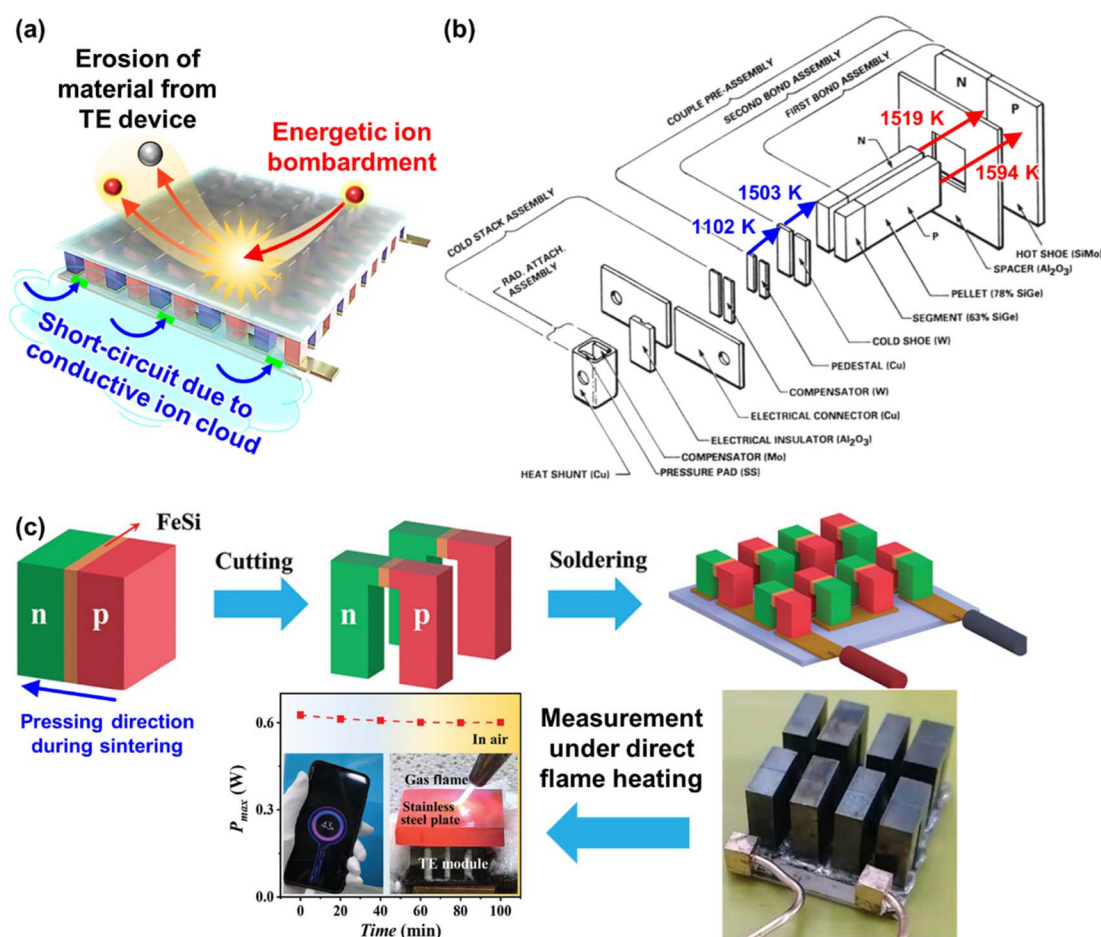 (a)
Erosion of
material from
TE device
Energetic ion
bombardment
Short-circuit due to
conductive ion cloud
(b)
COUPLE PRE-ASSEMBLY
SECOND BOND ASSEMBLY
FIRST BOND ASSEMBLY
COLD STACK ASSEMBLY
RAD. ATTACH.
ASSEMBLY
N
P
N
P
1519 K
1594 K
1503 K
1102 K
HOT SHOE (SiMo)
SPACER (Al₂O₃)
PELLET (78% SiGe)
SEGMENT (63% SiGe)
COLD SHOE (W)
PEDESTAL (Cu)
COMPENSATOR (W)
ELECTRICAL CONNECTOR (Cu)
ELECTRICAL INSULATOR (Al₂O₃)
COMPENSATOR (Mo)
PRESSURE PAD (SS)
HEAT SHUNT (Cu)
(c)
FeSi
n
p
Cutting
n
p
Soldering
Pressing direction
during sintering
Pmax (W)
0.6
0.3
0.0
In air
Gas flame
Stainless
steel plate
TE module
43
0
20
40
60
80
100
Time (min)
Measurement
under direct
flame heating